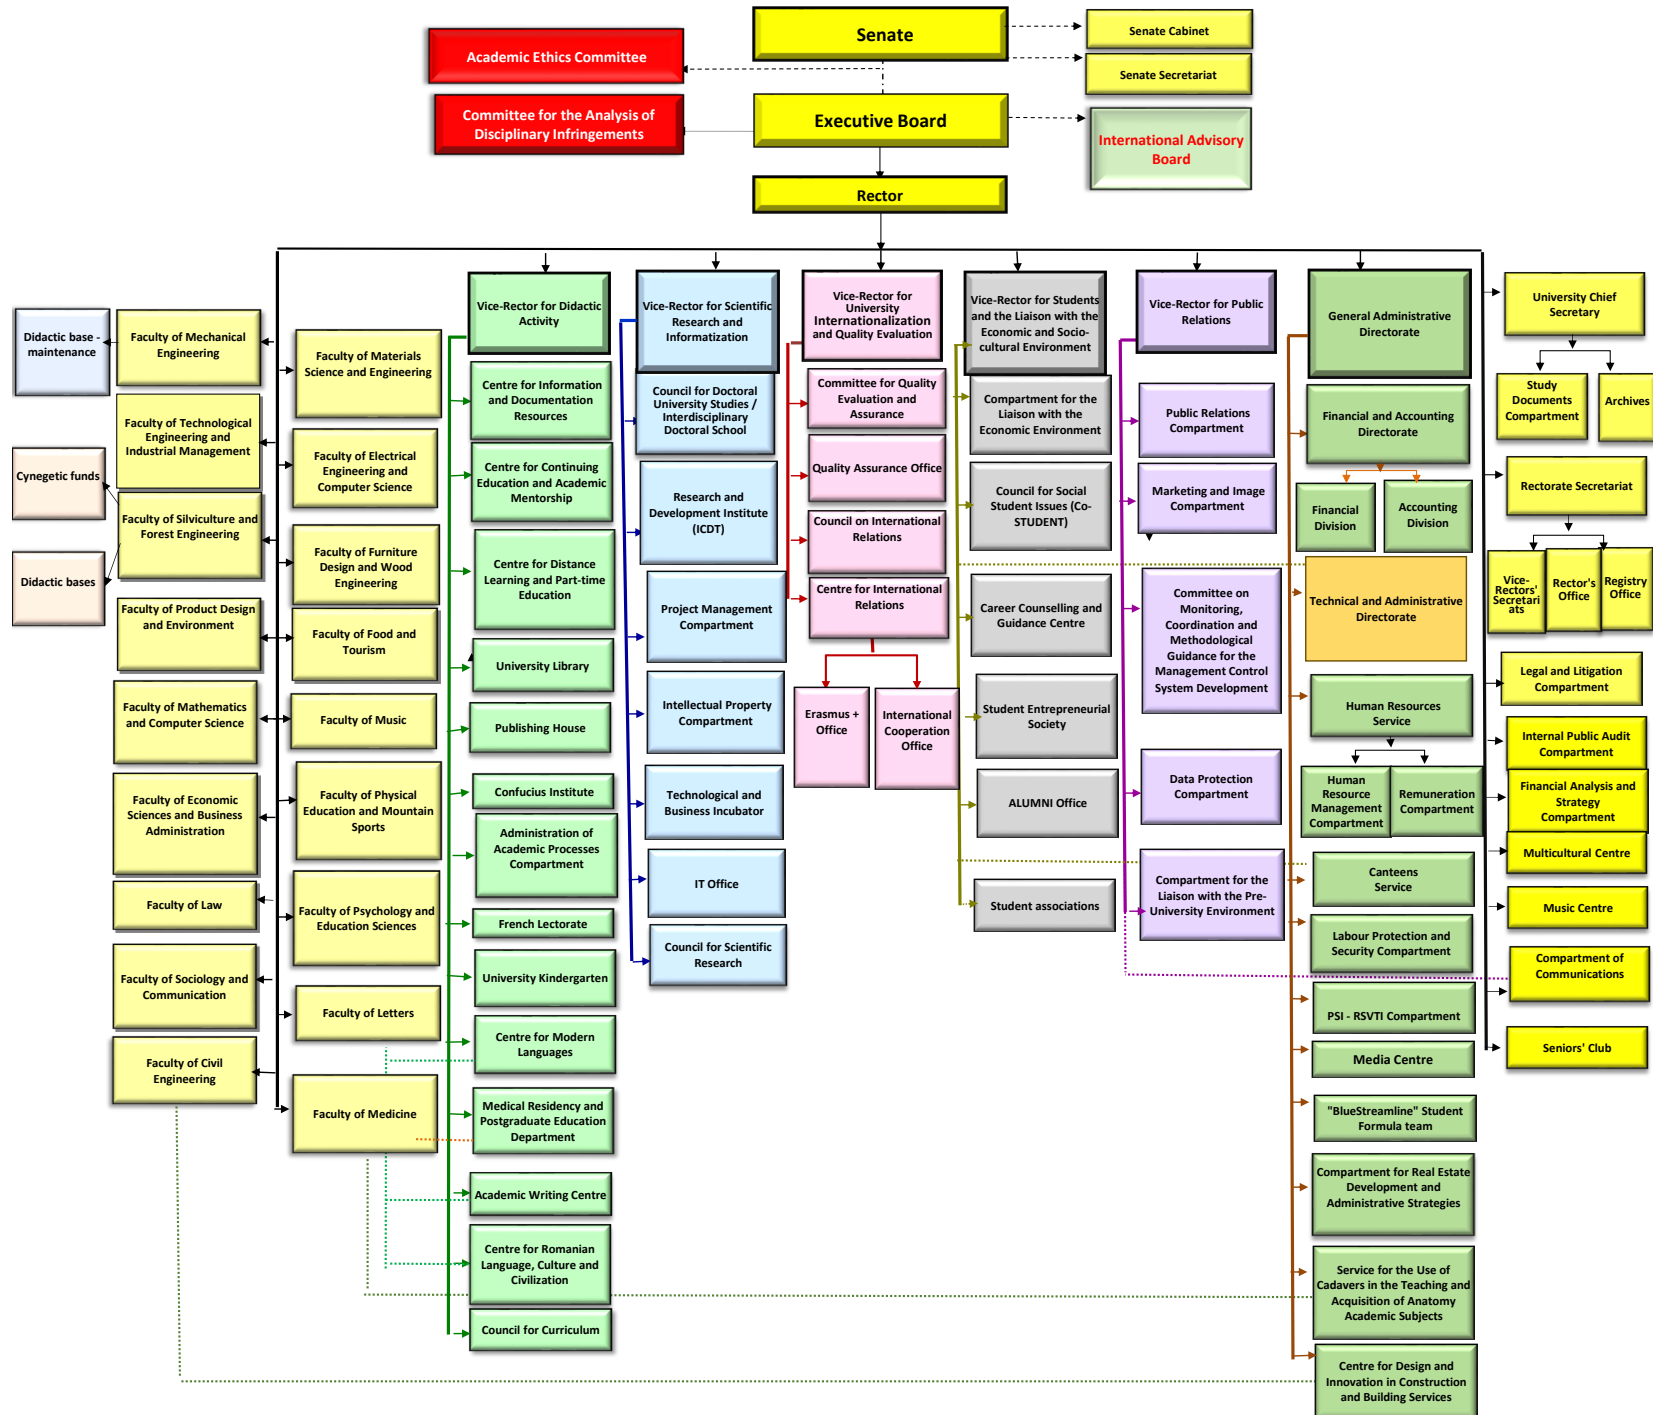 Senate
Senate Cabinet
Senate Secretariat
Academic Ethics Committee
Committee for the Analysis of
Disciplinary Infringements
Executive Board
International Advisory
Board
Rector
Didactic base -
maintenance
Cynegetic funds
Didactic bases
Faculty of Mechanical
Engineering
Faculty of Technological
Engineering and
Industrial Management
Faculty of Silviculture and
Forest Engineering
Faculty of Product Design
and Environment
Faculty of Mathematics
and Computer Science
Faculty of Economic
Sciences and Business
Administration
Faculty of Law
Faculty of Sociology and
Communication
Faculty of Civil
Engineering
Faculty of Materials
Science and Engineering
Faculty of Electrical
Engineering and
Computer Science
Faculty of Furniture
Design and Wood
Engineering
Faculty of Food and
Tourism
Faculty of Music
Faculty of Physical
Education and Mountain
Sports
Faculty of Psychology and
Education Sciences
Faculty of Letters
Faculty of Medicine
Vice-Rector for Didactic
Activity
Centre for Information
and Documentation
Resources
Centre for Continuing
Education and Academic
Mentorship
Centre for Distance
Learning and Part-time
Education
University Library
Publishing House
Confucius Institute
Administration of
Academic Processes
Compartment
French Lectorate
University Kindergarten
Centre for Modern
Languages
Medical Residency and
Postgraduate Education
Department
Academic Writing Centre
Centre for Romanian
Language, Culture and
Civilization
Council for Curriculum
Vice-Rector for Scientific
Research and
Informatization
Council for Doctoral
University Studies /
Interdisciplinary
Doctoral School
Research and
Development Institute
(ICDT)
Project Management
Compartment
Intellectual Property
Compartment
Technological and
Business Incubator
IT Office
Council for Scientific
Research
Vice-Rector for
University
Internationalization
and Quality Evaluation
Committee for Quality
Evaluation and
Assurance
Quality Assurance Office
Council on International
Relations
Centre for International
Relations
Erasmus +
Office
International
Cooperation
Office
Vice-Rector for Students
and the Liaison with the
Economic and Socio-
cultural Environment
Compartment for the
Liaison with the
Economic Environment
Council for Social
Student Issues (Co-
STUDENT)
Career Counselling and
Guidance Centre
Student Entrepreneurial
Society
ALUMNI Office
Student associations
Vice-Rector for Public
Relations
Public Relations
Compartment
Marketing and Image
Compartment
Committee on
Monitoring,
Coordination and
Methodological
Guidance for the
Management Control
System Development
Data Protection
Compartment
Compartment for the
Liaison with the Pre-
University Environment
General Administrative
Directorate
Financial and Accounting
Directorate
Financial
Division
Accounting
Division
Technical and Administrative
Directorate
Human Resources
Service
Human
Resource
Management
Compartment
Remuneration
Compartment
Canteens
Service
Labour Protection and
Security Compartment
PSI - RSVTI Compartment
Media Centre
"BlueStreamline" Student
Formula team
Compartment for Real Estate
Development and
Administrative Strategies
Service for the Use of
Cadavers in the Teaching and
Acquisition of Anatomy
Academic Subjects
Centre for Design and
Innovation in Construction
and Building Services
University Chief
Secretary
Study
Documents
Compartment
Archives
Rectorate Secretariat
Vice-
Rectors'
Secretari
ats
Rector's
Office
Registry
Office
Legal and Litigation
Compartment
Internal Public Audit
Compartment
Financial Analysis and
Strategy
Compartment
Multicultural Centre
Music Centre
Compartment of
Communications
Seniors' Club